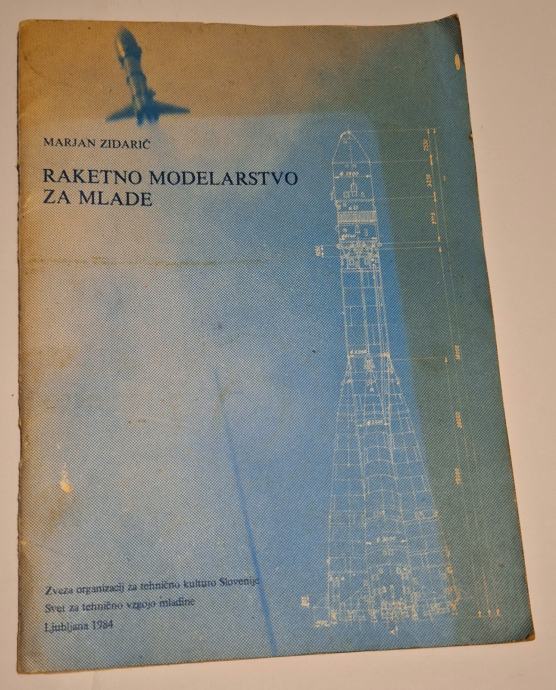 MARJAN ZIDARIČ
RAKETNO MODELARSTVO
ZA MLADE
Zveza organizacij za tehnično kulturo Slovenije
Svet za tehnično vzgojo mladine
Ljubljana 1984